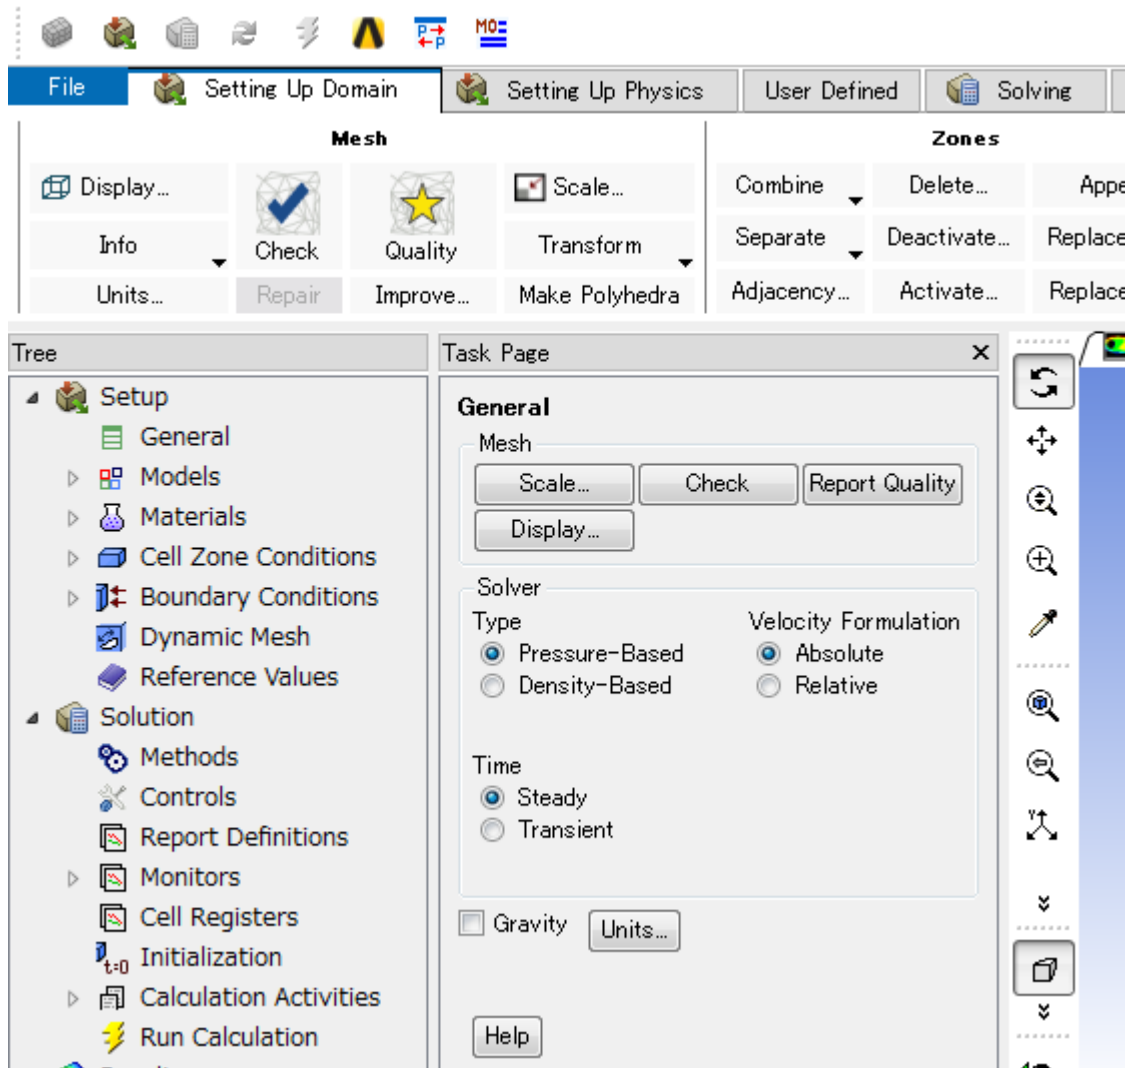 P P
MO
File Setting Up Domain Setting Up Physics User Defined Solving
Mesh Zones
Display... Scale... Combine Delete...
Info Check Quality Transform Separate Deactivate... Replace
Units... Repair Improve... Make Polyhedra Adjacency... Activate... Replace
Tree
Setup
General
Models
Materials
Cell Zone Conditions
Boundary Conditions
Dynamic Mesh
Reference Values
Solution
Methods
Controls
Report Definitions
Monitors
Cell Registers
t=0 Initialization
Calculation Activities
Run Calculation
Task Page
General
Mesh
Scale... Check Report Quality
Display...
Solver
Type Velocity Formulation
Pressure-Based Absolute
Density-Based Relative
Time
Steady
Transient
Gravity Units...
Help